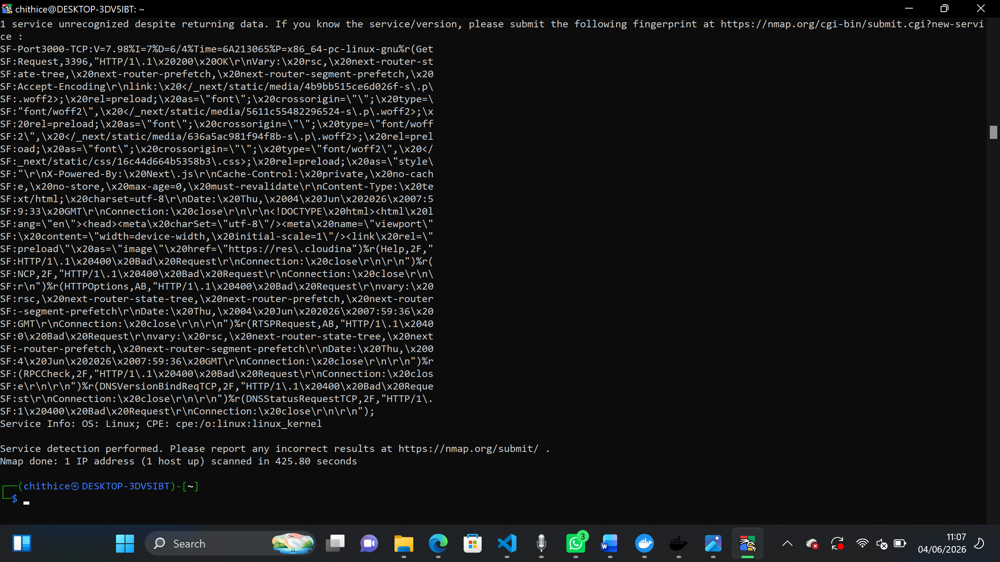 chithice@DESKTOP-3DV5IBT: ~
1 service unrecognized despite returning data. If you know the service/version, please submit the following fingerprint at https://nmap.org/cgi-bin/submit.cgi?new-servi
ce :
SF-Port3000-TCP:V=7.98%I=7%D=6/4%Time=6A213065%P=x86_64-pc-linux-gnu%r(Get
SF:Request,3396,"HTTP/1\.1\x20200\x20OK\r\nVary:\x20rsc,\x20next-router-st
SF:ate-tree,\x20next-router-prefetch,\x20next-router-segment-prefetch,\x20
SF:Accept-Encoding\r\nlink:\x20</_next/static/media/4b9bb515ce6d026f-s\.p\
SF:.woff2>;\x20rel=preload;\x20as=\"font\";\x20crossorigin=\"\";\x20type=\
SF:"font/woff2\",\x20</_next/static/media/5611c55482296524-s\.p\.woff2>;\x
SF:20rel=preload;\x20as=\"font\";\x20crossorigin=\"\";\x20type=\"font/woff
SF:2\",\x20</_next/static/media/636a5ac981f94f8b-s\.p\.woff2>;\x20rel=prel
SF:oad;\x20as=\"font\";\x20crossorigin=\"\";\x20type=\"font/woff2\",\x20</
SF:_next/static/css/16c44d664b5358b3\.css>;\x20rel=preload;\x20as=\"style\
SF:"\r\nX-Powered-By:\x20Next\.js\r\nCache-Control:\x20private,\x20no-cach
SF:e,\x20no-store,\x20max-age=0,\x20must-revalidate\r\nContent-Type:\x20te
SF:xt/html;\x20charset=utf-8\r\nDate:\x20Thu,\x2004\x20Jun\x202026\x2007:5
SF:9:33\x20GMT\r\nConnection:\x20close\r\n\r\n<!DOCTYPE\x20html><html\x20l
SF:ang=\"en\"><head><meta\x20charSet=\"utf-8\"/><meta\x20name=\"viewport\"
SF:\x20content=\"width=device-width,\x20initial-scale=1\"/><link\x20rel=\"
SF:preload\"\x20as=\"image\"\x20href=\"https://res\.cloudina")%r(Help,2F,"
SF:HTTP/1\.1\x20400\x20Bad\x20Request\r\nConnection:\x20close\r\n\r\n")%r(
SF:NCP,2F,"HTTP/1\.1\x20400\x20Bad\x20Request\r\nConnection:\x20close\r\n\
SF:r\n")%r(HTTPOptions,AB,"HTTP/1\.1\x20400\x20Bad\x20Request\r\nvary:\x20
SF:rsc,\x20next-router-state-tree,\x20next-router-prefetch,\x20next-router
SF:-segment-prefetch\r\nDate:\x20Thu,\x2004\x20Jun\x202026\x2007:59:36\x20
SF:GMT\r\nConnection:\x20close\r\n\r\n")%r(RTSPRequest,AB,"HTTP/1\.1\x2040
SF:0\x20Bad\x20Request\r\nvary:\x20rsc,\x20next-router-state-tree,\x20next
SF:-router-prefetch,\x20next-router-segment-prefetch\r\nDate:\x20Thu,\x200
SF:4\x20Jun\x202026\x2007:59:36\x20GMT\r\nConnection:\x20close\r\n\r\n")%r
SF:(RPCCheck,2F,"HTTP/1\.1\x20400\x20Bad\x20Request\r\nConnection:\x20clos
SF:e\r\n\r\n")%r(DNSVersionBindReqTCP,2F,"HTTP/1\.1\x20400\x20Bad\x20Reque
SF:st\r\nConnection:\x20close\r\n\r\n")%r(DNSStatusRequestTCP,2F,"HTTP/1\.
SF:1\x20400\x20Bad\x20Request\r\nConnection:\x20close\r\n\r\n");
Service Info: OS: Linux; CPE: cpe:/o:linux:linux_kernel
Service detection performed. Please report any incorrect results at https://nmap.org/submit/ .
Nmap done: 1 IP address (1 host up) scanned in 425.80 seconds
┌──(chithice㉿DESKTOP-3DV5IBT)-[~]
└─$
Search
3
W
11:07
04/06/2026